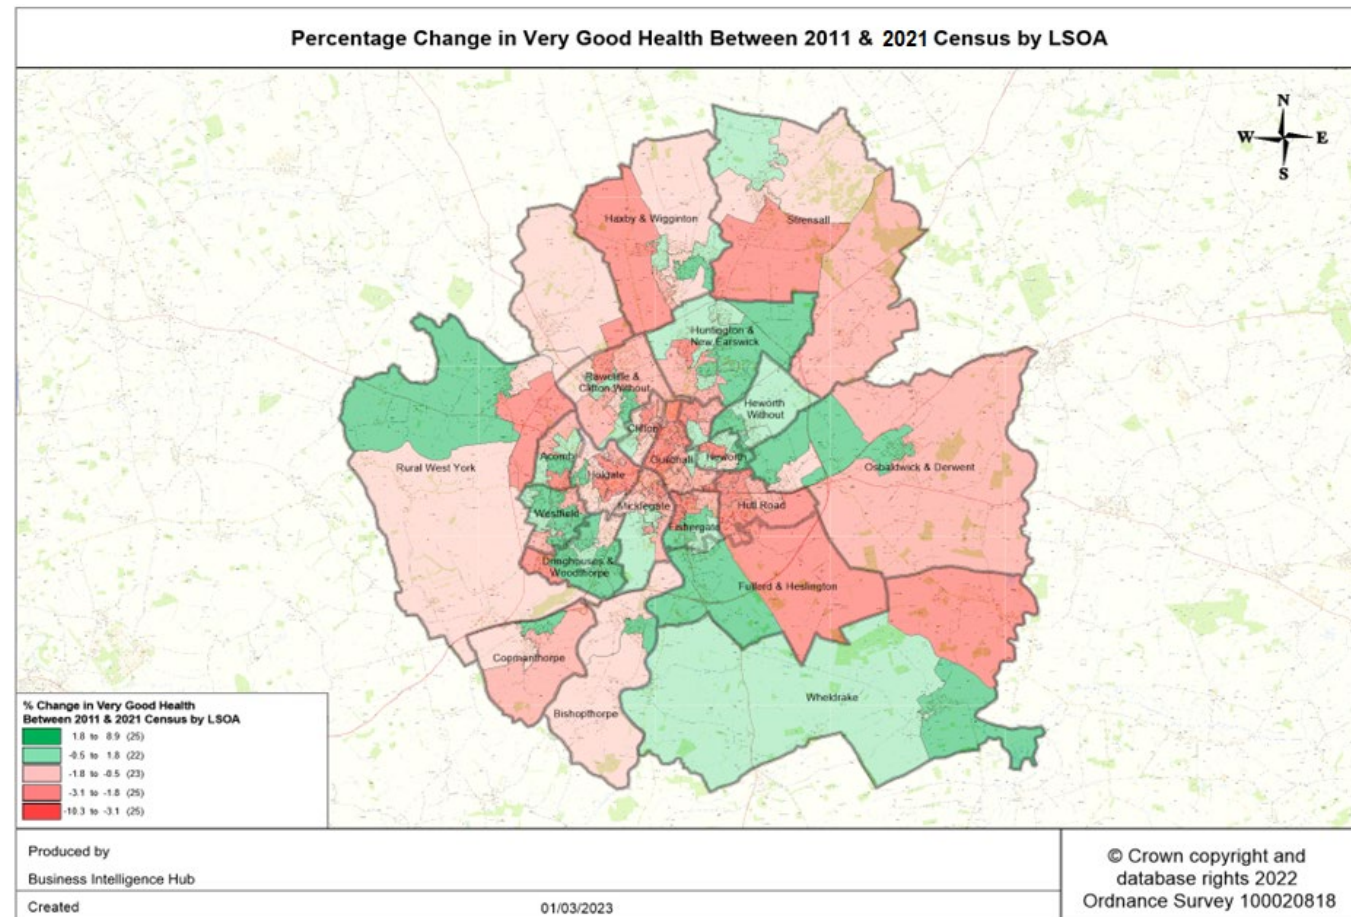 Percentage Change in Very Good Health Between 2011 & 2021 Census by LSOA
N
W E
S
Haxby & Wigginton
Strensall
Huntington &
New Earswick
Rawcliffe &
Clifton Without
Heworth
Without
Clifton
Acomb
Guildhall
Heworth
Rural West York
Holgate
Osbaldwick & Derwent
Westfield
Micklegate
Hull Road
Fishergate
Dringhouses &
Woodthorpe
Fulford & Heslington
Copmanthorpe
Wheldrake
Bishopthorpe
% Change in Very Good Health
Between 2011 & 2021 Census by LSOA
1.8 to 8.9 (25)
-0.5 to 1.8 (22)
-1.8 to -0.5 (23)
-3.1 to -1.8 (25)
-10.3 to -3.1 (25)
Produced by
Business Intelligence Hub
Created 01/03/2023
© Crown copyright and
database rights 2022
Ordnance Survey 100020818